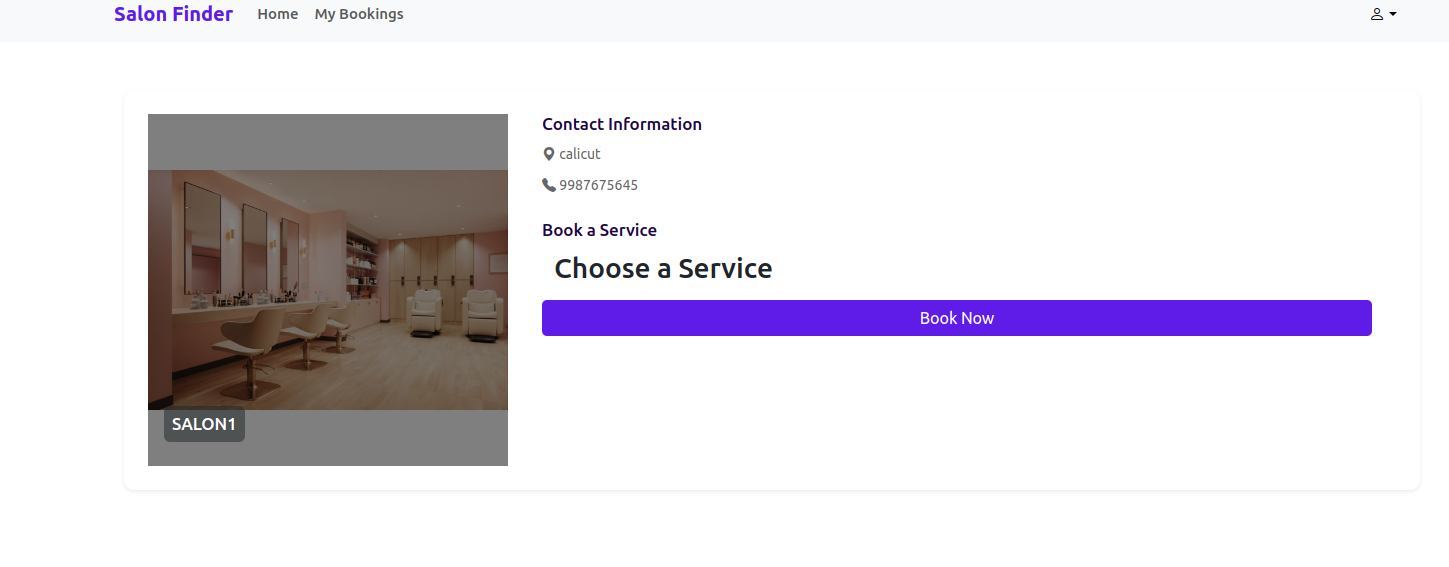 Salon Finder Home My Bookings
Contact Information
calicut
9987675645
Book a Service
Choose a Service
Book Now
SALON1